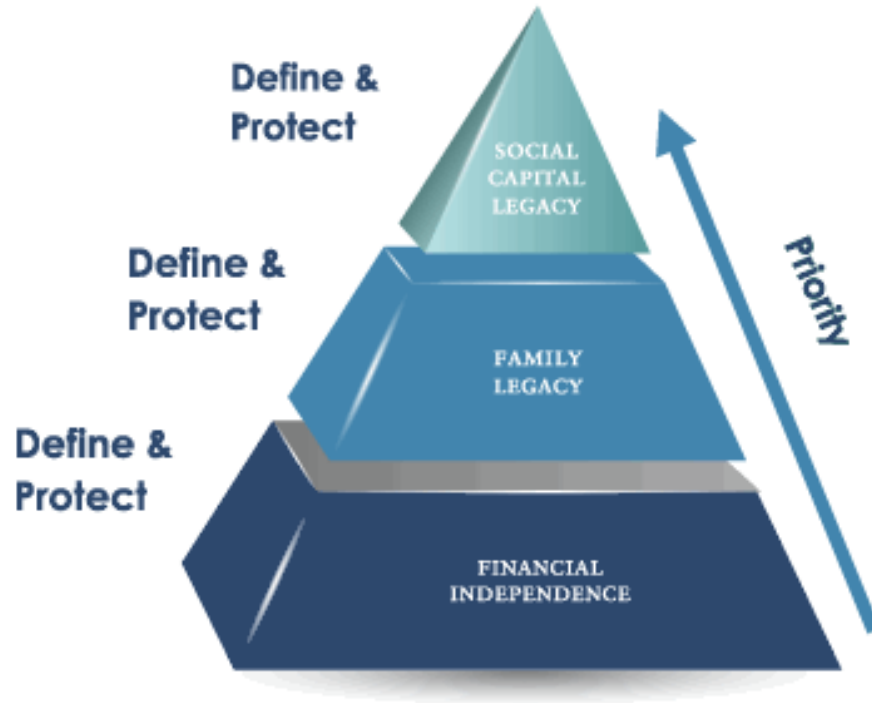 Define &
Protect
SOCIAL
CAPITAL
LEGACY
Define &
Protect
FAMILY
LEGACY
Priority
Define &
Protect
FINANCIAL
INDEPENDENCE